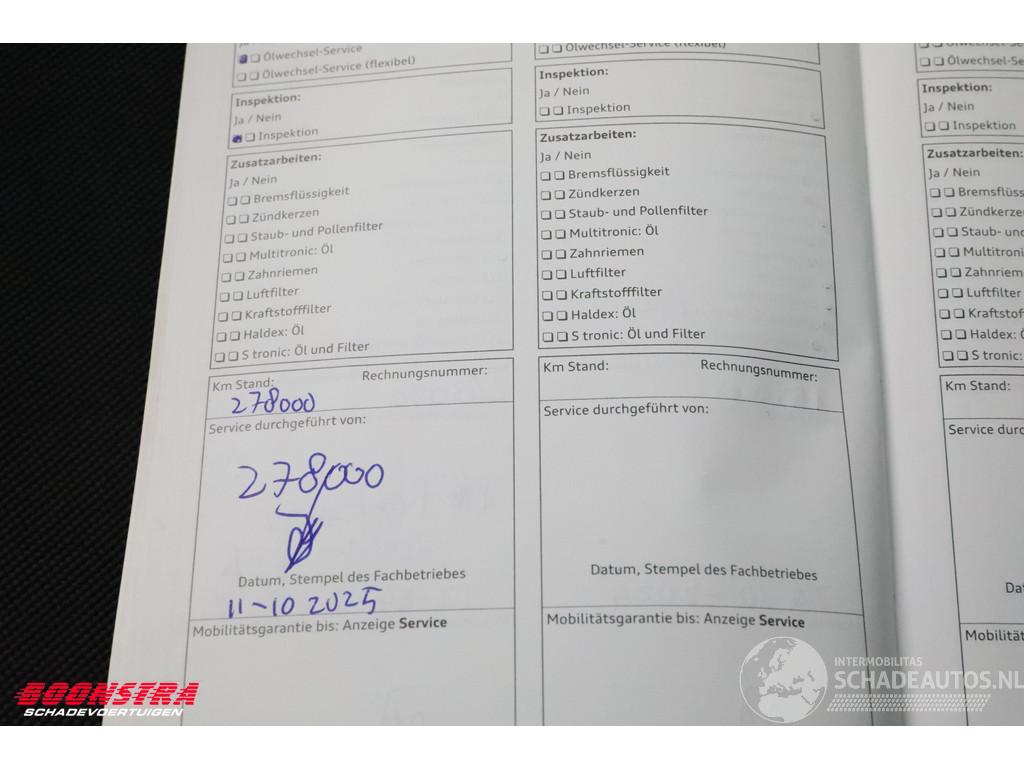 Ölwechsel-Service
Ölwechsel-Service (flexibel)
Inspektion:
Ja / Nein
Inspektion
Zusatzarbeiten:
Ja / Nein
Bremsflüssigkeit
Zündkerzen
Staub- und Pollenfilter
Multitronic: Öl
Zahnriemen
Luftfilter
Kraftstofffilter
Haldex: Öl
S tronic: Öl und Filter
Km Stand:
Rechnungsnummer:
278000
Service durchgeführt von:
278000
Datum, Stempel des Fachbetriebes
11-10 2025
Mobilitätsgarantie bis: Anzeige Service
Ölwechsel-Service (flexibel)
Inspektion:
Ja / Nein
Inspektion
Zusatzarbeiten:
Ja / Nein
Bremsflüssigkeit
Zündkerzen
Staub- und Pollenfilter
Multitronic: Öl
Zahnriemen
Luftfilter
Kraftstofffilter
Haldex: Öl
S tronic: Öl und Filter
Km Stand:
Rechnungsnummer:
Service durchgeführt von:
Datum, Stempel des Fachbetriebes
Mobilitätsgarantie bis: Anzeige Service
Inspektion:
Ja / Nein
Inspektion
Zusatzarbeiten:
Ja / Nein
Haldex:
S tronic:
Km Stand:
Service
BOONSTRA
SCHADEVOERTUIGEN
INTERMOBILITAS
SCHADEAUTOS.NL